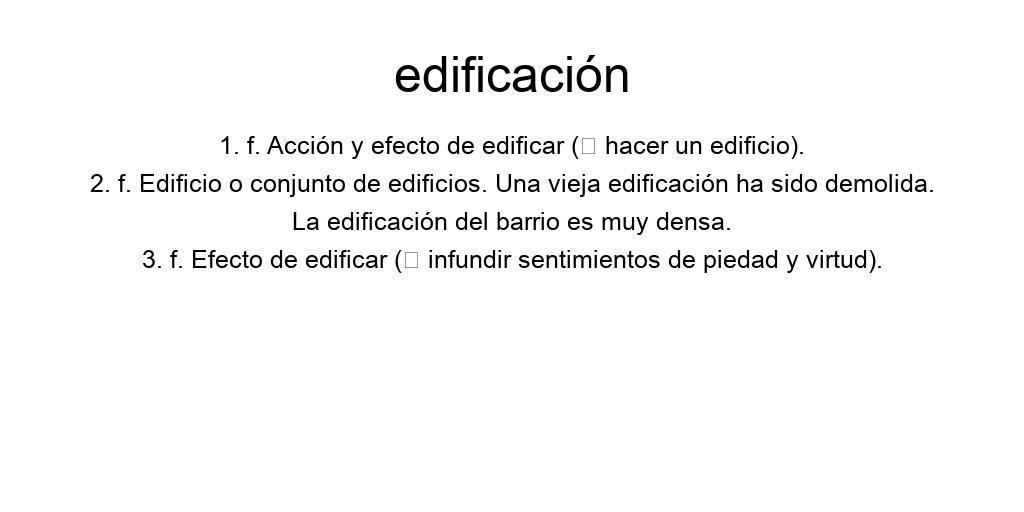 edificación
1. f. Acción y efecto de edificar (□ hacer un edificio).
2. f. Edificio o conjunto de edificios. Una vieja edificación ha sido demolida.
La edificación del barrio es muy densa.
3. f. Efecto de edificar (□ infundir sentimientos de piedad y virtud).